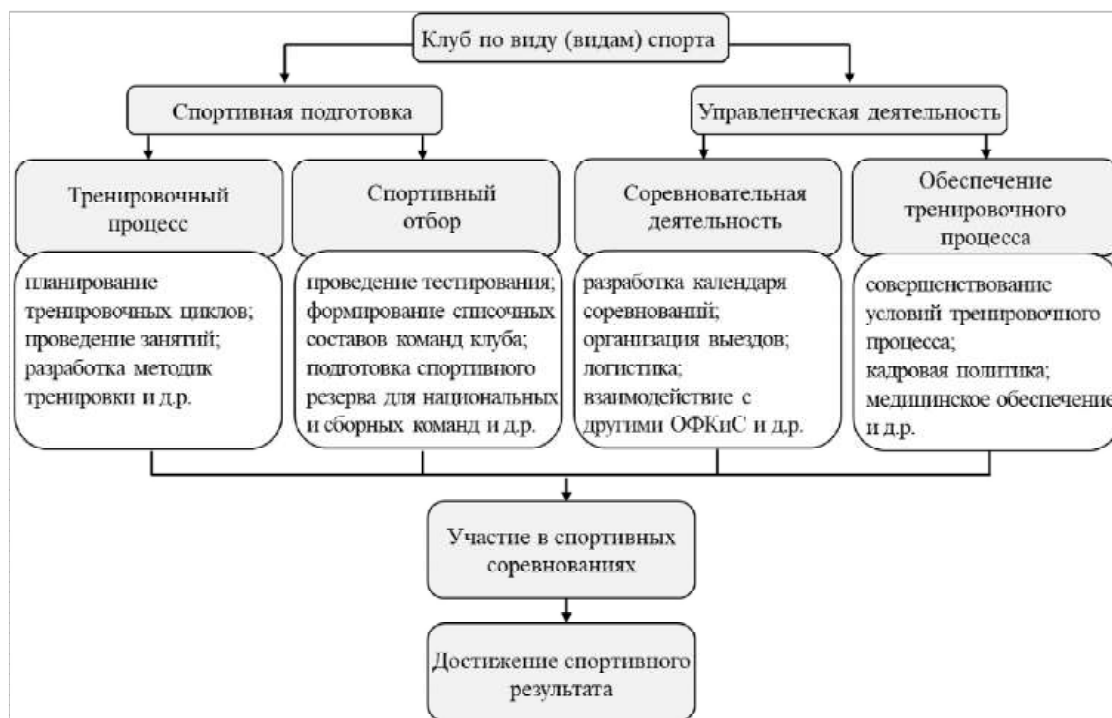 Клуб по виду (видам) спорта
Спортивная подготовка
Управленческая деятельность
Тренировочный
процесс
Спортивный
отбор
Соревновательная
деятельность
Обеспечение
тренировочного
процесса
планирование
тренировочных циклов;
проведение занятий;
разработка методик
тренировки и д.р.
проведение тестирования;
формирование списочных
составов команд клуба;
подготовка спортивного
резерва для национальных
и сборных команд и д.р.
разработка календаря
соревнований;
организация выездов;
логистика;
взаимодействие с
другими ОФКиС и д.р.
совершенствование
условий тренировочного
процесса;
кадровая политика;
медицинское обеспечение
и д.р.
Участие в спортивных
соревнованиях
Достижение спортивного
результата